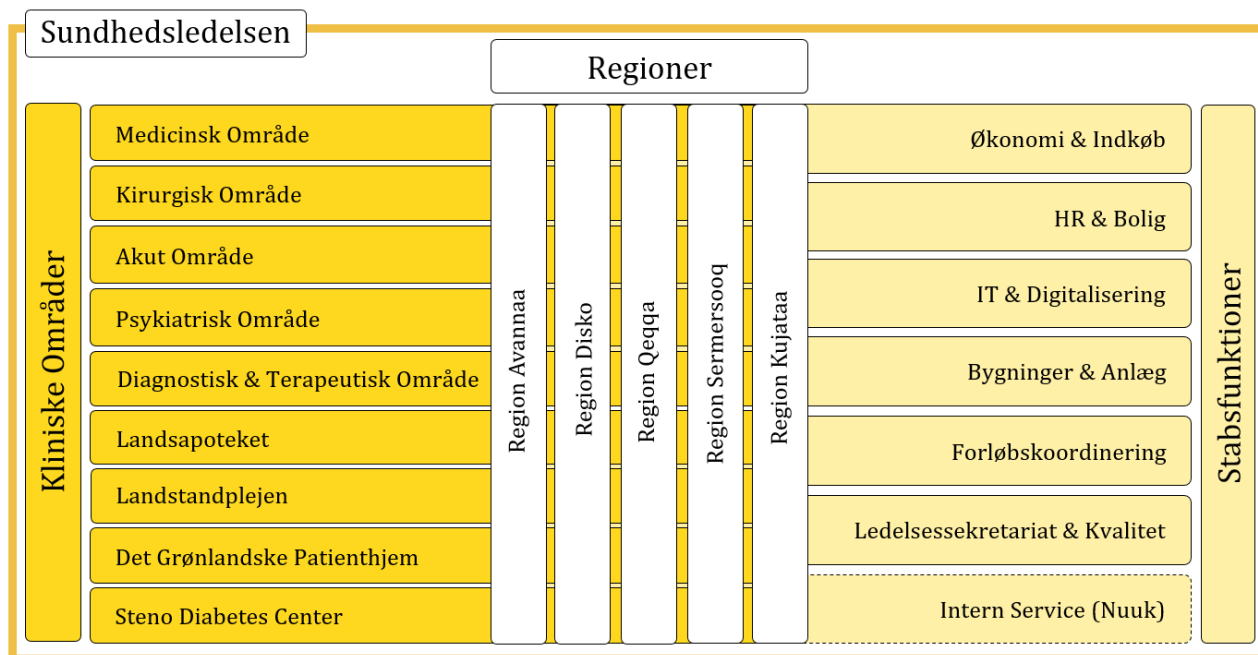 Sundhedsledelsen
Regioner
Kliniske Områder
Medicinsk Område
Kirurgisk Område
Akut Område
Psykiatrisk Område
Diagnostisk & Terapeutisk Område
Landsapoteket
Landstandplejen
Det Grønlandske Patienthjem
Steno Diabetes Center
Region Avannaa
Region Disko
Region Qeqqa
Region Sermersooq
Region Kujataa
Økonomi & Indkøb
HR & Bolig
IT & Digitalisering
Bygninger & Anlæg
Forløbskoordinering
Ledelsessekretariat & Kvalitet
Intern Service (Nuuk)
Stabsfunktioner